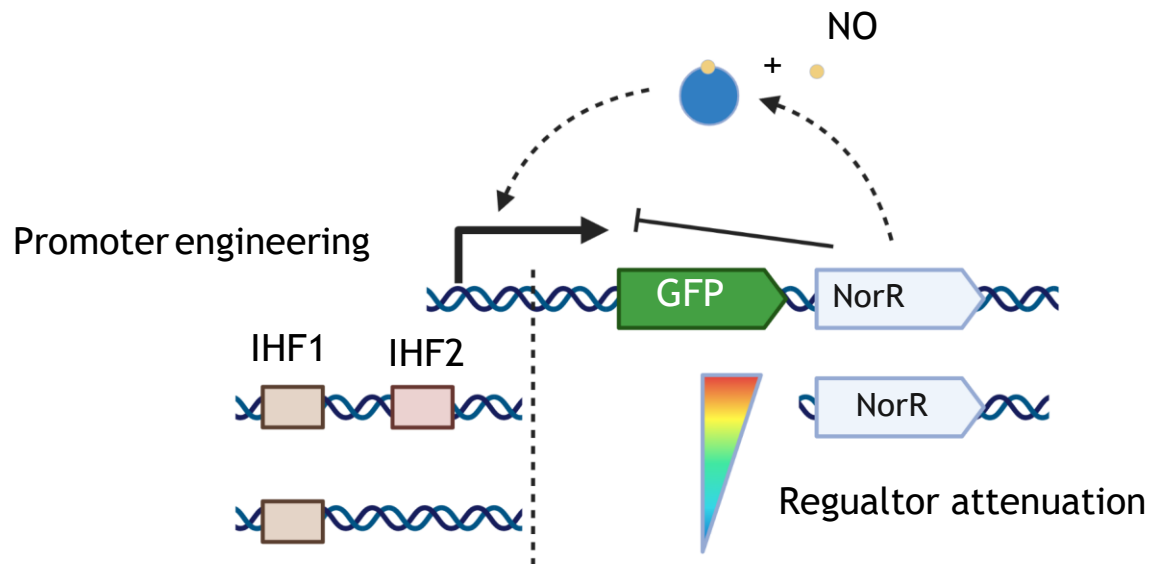 NO
+
Promoter engineering
GFP
NorR
IHF1
IHF2
NorR
Regualtor attenuation